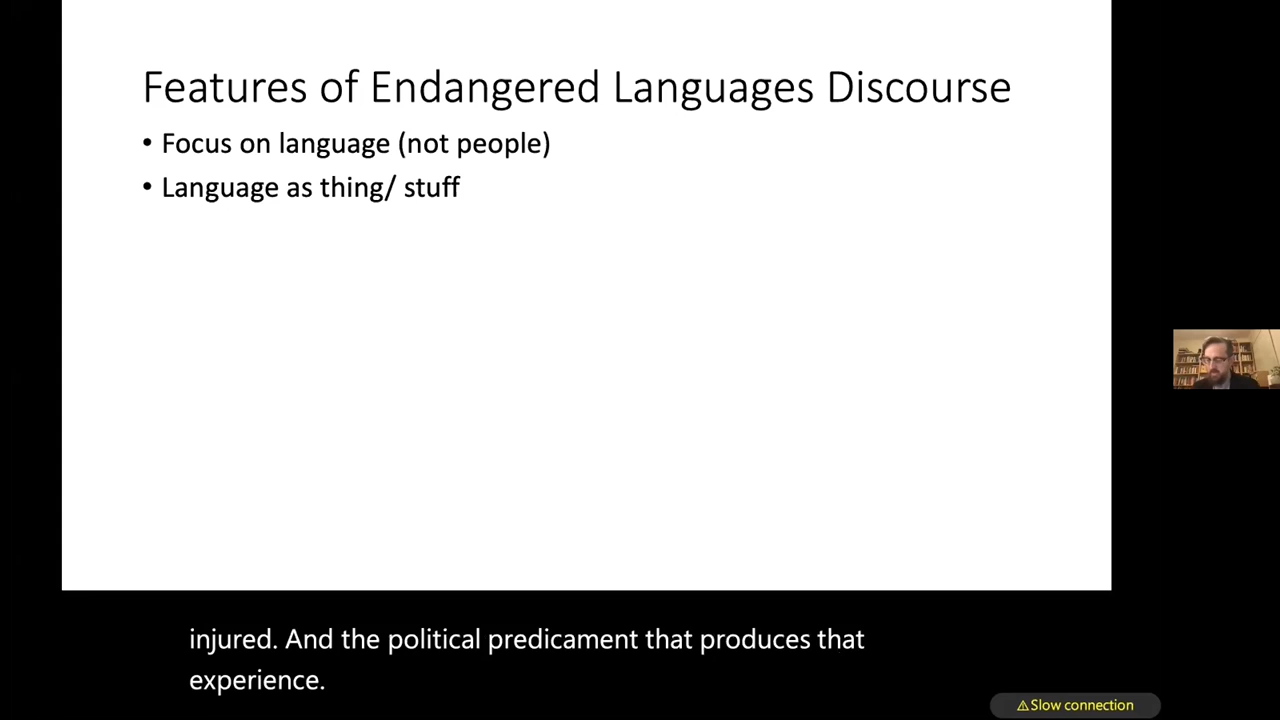 Features of Endangered Languages Discourse
• Focus on language (not people)
• Language as thing/ stuff
injured. And the political predicament that produces that
experience.
⚠Slow connection